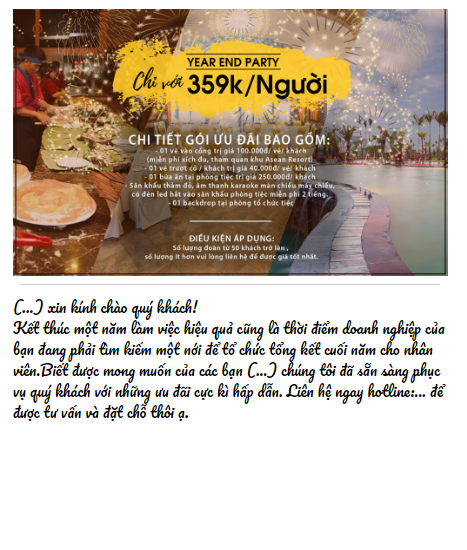 YEAR END PARTY
Chỉ với 359k/Người
CHI TIẾT GÓI ƯU ĐÃI BAO GỒM:
- 01 vé vào cổng trị giá 100.000đ/ vé/ khách
(miễn phí xích đu, tham quan khu Asean Resort)
- 01 vé trượt cỏ / khách trị giá 40.000đ/ vé/ khách
- 01 bữa ăn tại phòng tiệc trị giá 250.000đ/ khách
- Sân khấu thảm đỏ, âm thanh karaoke màn chiếu máy chiếu,
có đèn led hắt vào sân khấu phòng tiệc miễn phí 2 tiếng.
- 01 backdrop tại phòng tổ chức tiệc
ĐIỀU KIỆN ÁP DỤNG:
Số lượng đoàn từ 50 khách trở lên,
số lượng ít hơn vui lòng liên hệ để được giá tốt nhất.
(...) xin kính chào quý khách!
Kết thúc một năm làm việc hiệu quả cũng là thời điểm doanh nghiệp của
bạn đang phải tìm kiếm một nới để tổ chức tổng kết cuối năm cho nhân
viên.Biết được mong muốn của các bạn (...) chúng tôi đã sẵn sàng phục
vụ quý khách với những ưu đãi cực kì hấp dẫn. Liên hệ ngay hotline:... để
được tư vấn và đặt chỗ thôi ạ.